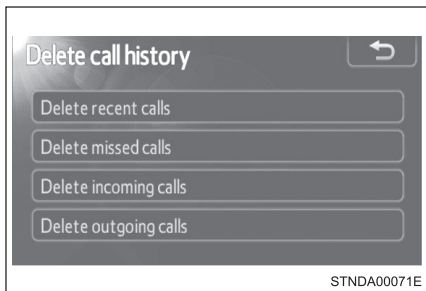 Delete call history
Delete recent calls
Delete missed calls
Delete incoming calls
Delete outgoing calls
STNDA00071E